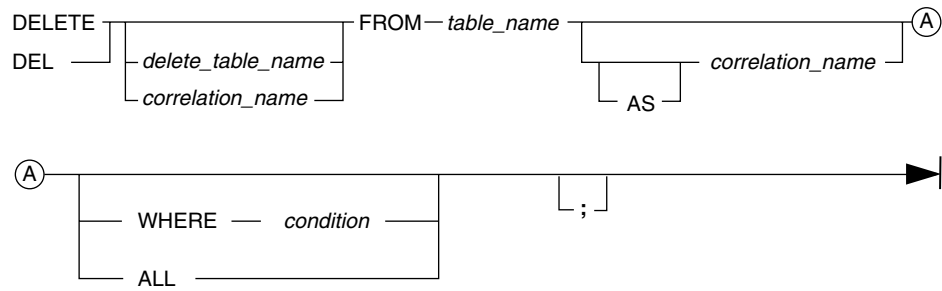 DELETE FROM table_name A
DEL delete_table_name correlation_name
correlation_name AS
A
WHERE condition ;
ALL